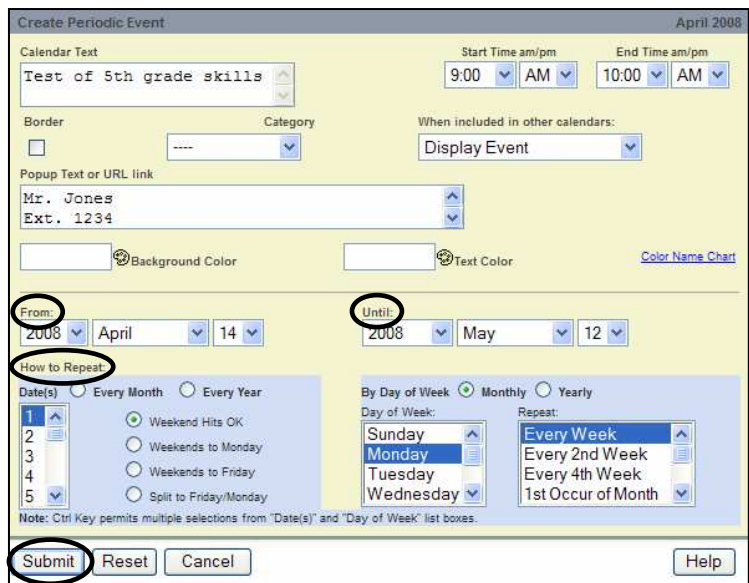 Create Periodic Event April 2008
Calendar Text Start Time am/pm End Time am/pm
Test of 5th grade skills 9:00 AM 10:00 AM
Border Category When included in other calendars:
---- Display Event
Popup Text or URL link
Mr. Jones
Ext. 1234
Background Color Text Color Color Name Chart
From: Until:
2008 April 14 2008 May 12
How to Repeat:
Date(s) Every Month Every Year By Day of Week Monthly Yearly
Day of Week: Repeat:
1 Weekend Hits OK Sunday Every Week
2 Weekends to Monday Monday Every 2nd Week
3 Weekends to Friday Tuesday Every 4th Week
4 Split to Friday/Monday Wednesday 1st Occur of Month
5
Note: Ctrl Key permits multiple selections from "Date(s)" and "Day of Week" list boxes.
Submit Reset Cancel Help